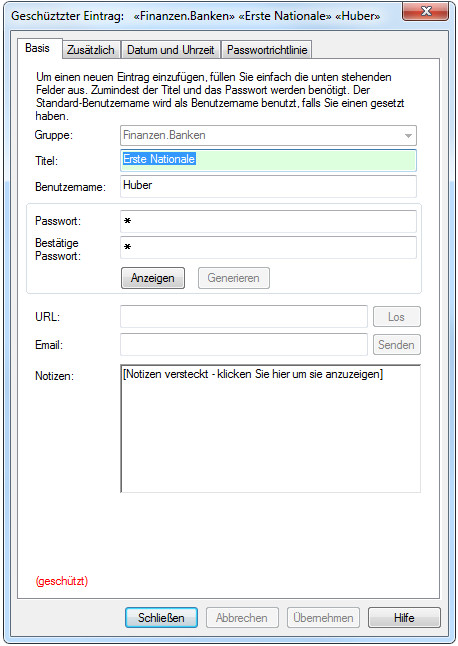 Geschüztzter Eintrag: «Finanzen.Banken» «Erste Nationale» «Huber»
Basis Zusätzlich Datum und Uhrzeit Passwortrichtlinie
Um einen neuen Eintrag einzufügen, füllen Sie einfach die unten stehenden
Felder aus. Zumindest der Titel und das Passwort werden benötigt. Der
Standard-Benutzername wird als Benutzername benutzt, falls Sie einen gesetzt
haben.
Gruppe: Finanzen.Banken
Titel: Erste Nationale
Benutzername: Huber
Passwort: *
Bestätige
Passwort: *
Anzeigen Generieren
URL: Los
Email: Senden
Notizen: [Notizen versteckt - klicken Sie hier um sie anzuzeigen]
(geschützt)
Schließen Abbrechen Übernehmen Hilfe